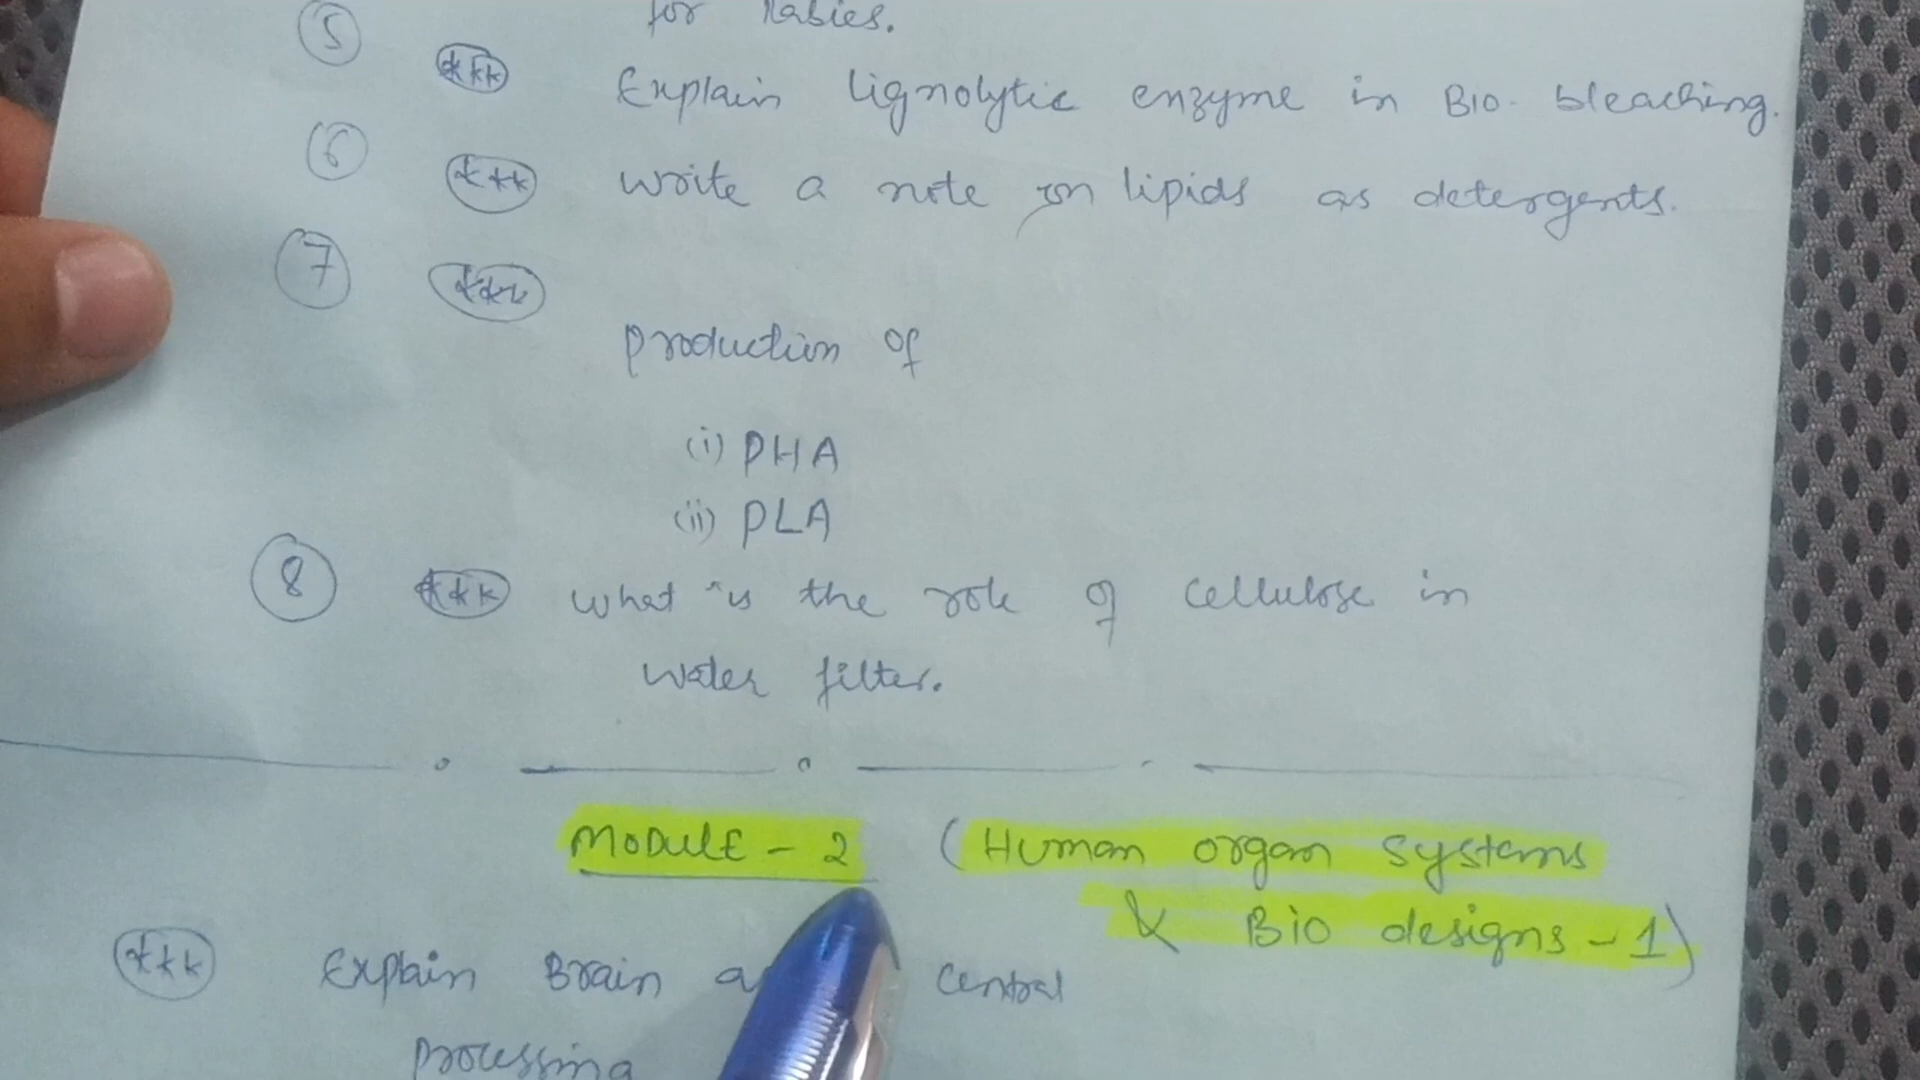 for Rabies.
5 *** Explain lignolytic enzyme in Bio-bleaching.
6 *** write a note on lipids as detergents.
7 ***
production of
(i) PHA
(ii) PLA
8 *** what is the role of cellulose in
water filter.
MODULE - 2 (Human organ systems
& Bio designs - 1)
*** Explain Brain a central
processing